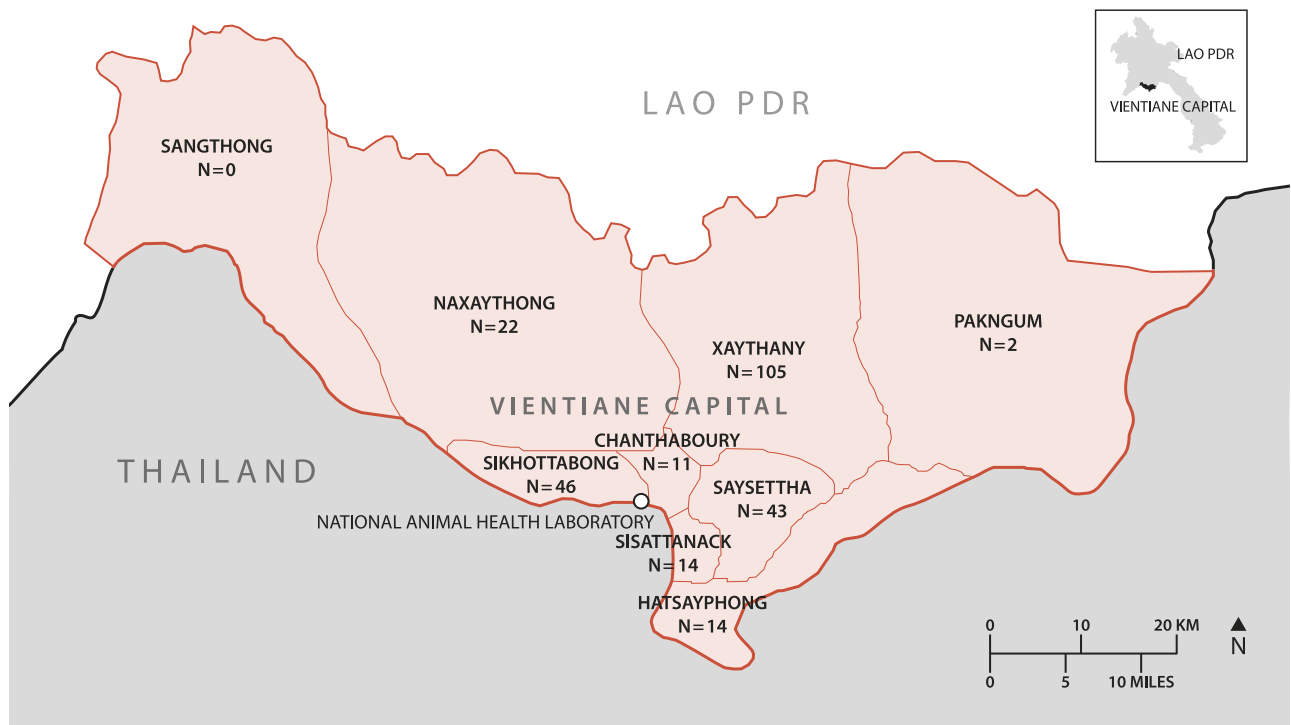 LAO PDR
VIENTIANE CAPITAL
LAO PDR
SANGTHONG
N=0
NAXAYTHONG
N=22
XAYTHANY
N=105
PAKNGUM
N=2
VIENTIANE CAPITAL
THAILAND
CHANTHABOURY
N=11
SIKHOTTABONG
N=46
SAYSETTHA
N=43
NATIONAL ANIMAL HEALTH LABORATORY
SISATTANACK
N=14
HATSAYPHONG
N=14
0 10 20 KM
N
0 5 10 MILES